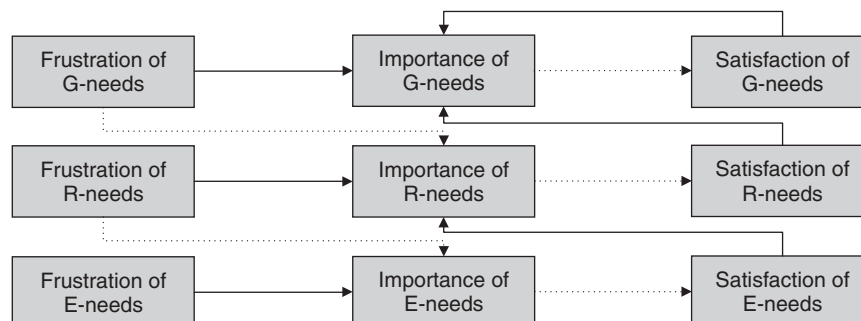 Frustration of
G-needs
Importance of
G-needs
Satisfaction of
G-needs
Frustration of
R-needs
Importance of
R-needs
Satisfaction of
R-needs
Frustration of
E-needs
Importance of
E-needs
Satisfaction of
E-needs